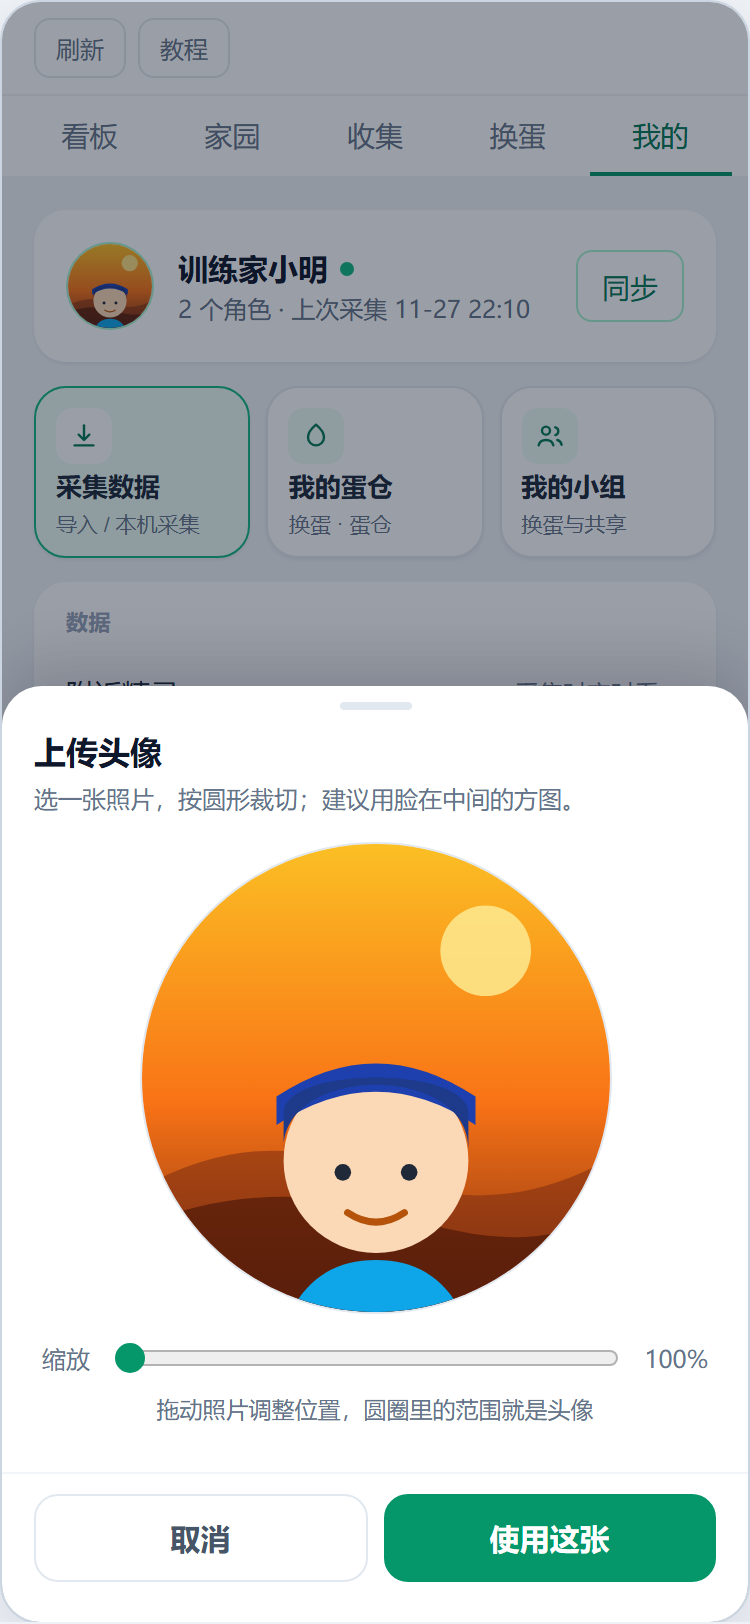 刷新 教程
看板 家园 收集 换蛋 我的
训练家小明
2 个角色 · 上次采集 11-27 22:10
同步
采集数据
导入 / 本机采集
我的蛋仓
换蛋 · 蛋仓
我的小组
换蛋与共享
数据
上传头像
选一张照片，按圆形裁切；建议用脸在中间的方图。
缩放 100%
拖动照片调整位置，圆圈里的范围就是头像
取消 使用这张